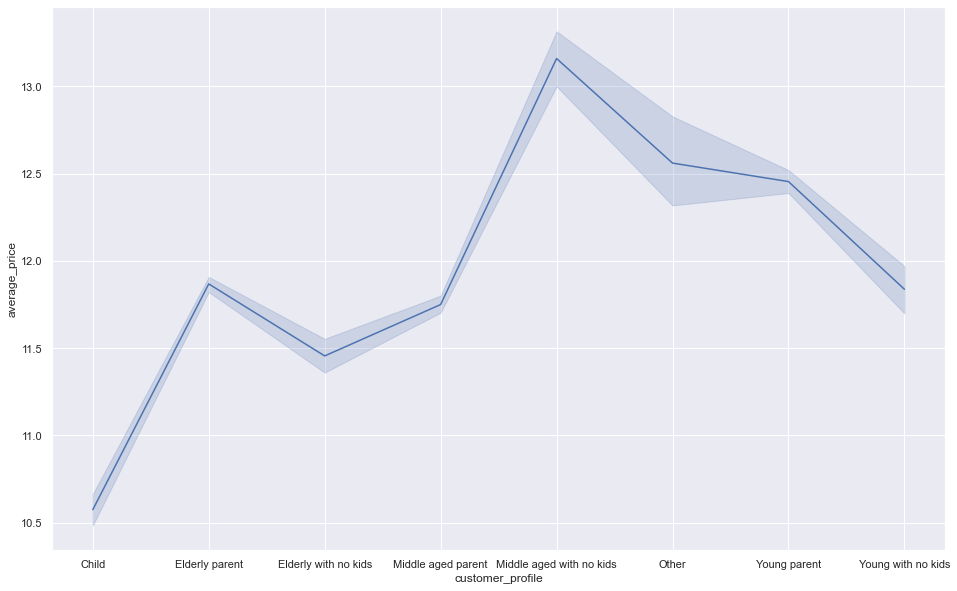 average_price
13.0
12.5
12.0
11.5
11.0
10.5
Child Elderly parent Elderly with no kids Middle aged parent Middle aged with no kids Other Young parent Young with no kids
customer_profile